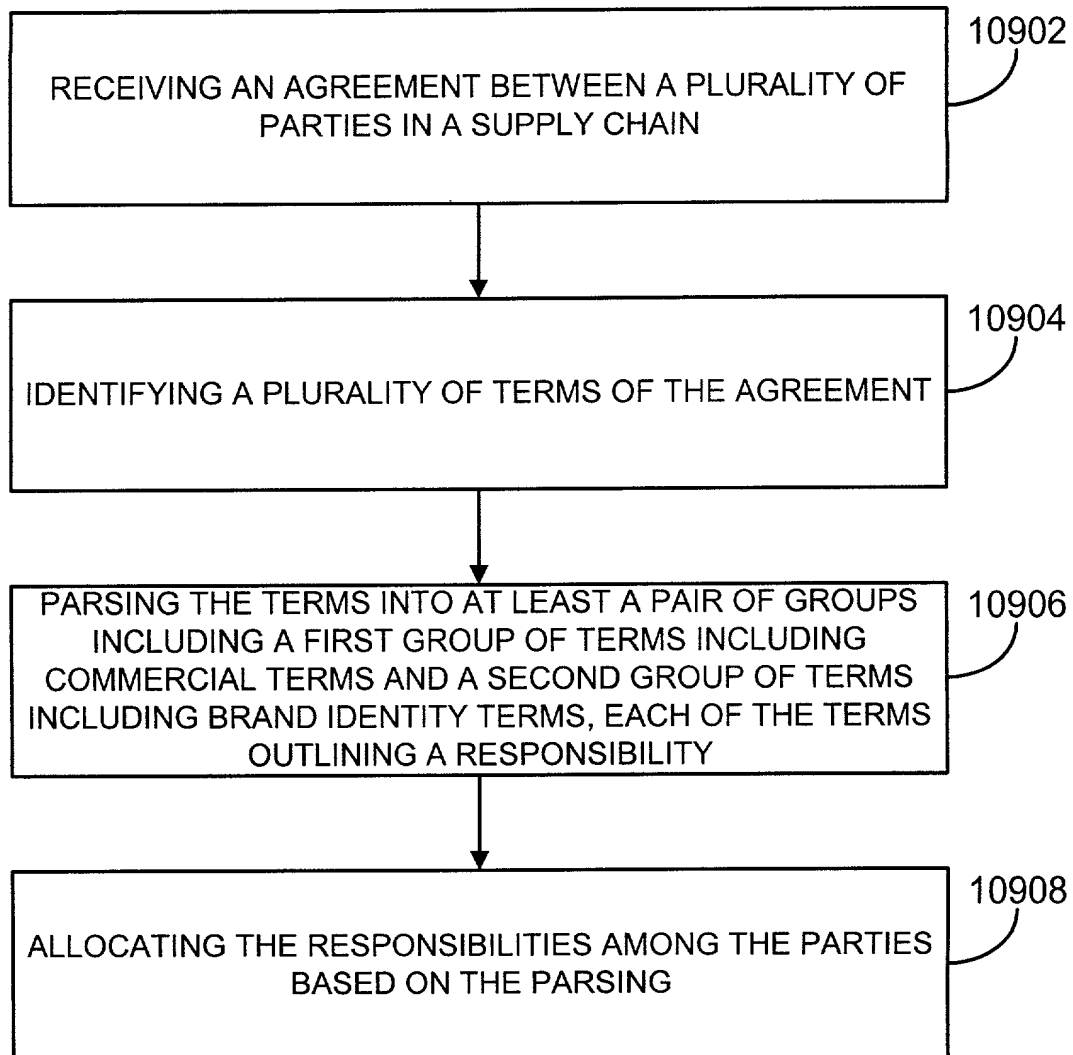 10902
RECEIVING AN AGREEMENT BETWEEN A PLURALITY OF
PARTIES IN A SUPPLY CHAIN
10904
IDENTIFYING A PLURALITY OF TERMS OF THE AGREEMENT
10906
PARSING THE TERMS INTO AT LEAST A PAIR OF GROUPS
INCLUDING A FIRST GROUP OF TERMS INCLUDING
COMMERCIAL TERMS AND A SECOND GROUP OF TERMS
INCLUDING BRAND IDENTITY TERMS, EACH OF THE TERMS
OUTLINING A RESPONSIBILITY
10908
ALLOCATING THE RESPONSIBILITIES AMONG THE PARTIES
BASED ON THE PARSING